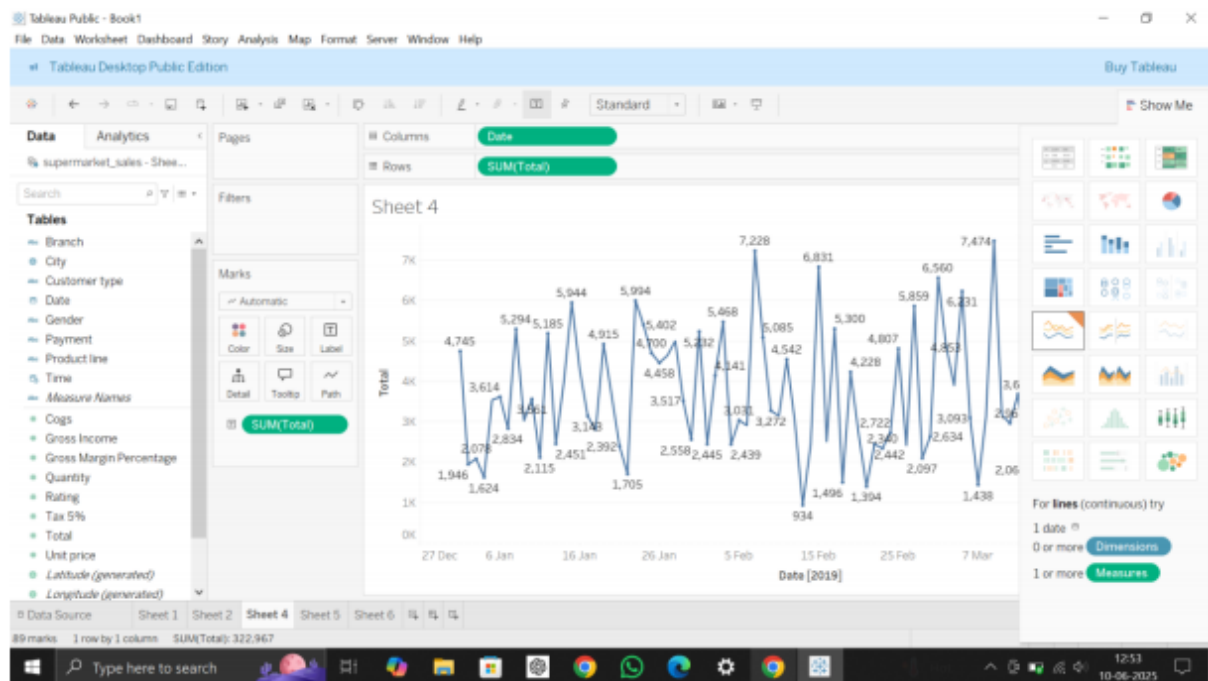 Tableau Public - Book1
File Data Worksheet Dashboard Story Analysis Map Format Server Window Help
Tableau Desktop Public Edition
Buy Tableau
Standard
Show Me
Data Analytics
supermarket_sales - Shee...
Search
Tables
Branch
City
Customer type
Date
Gender
Payment
Product line
Time
Measure Names
Cogs
Gross Income
Gross Margin Percentage
Quantity
Rating
Tax 5%
Total
Unit price
Latitude (generated)
Longitude (generated)
Pages
Filters
Marks
Automatic
Color Size Label
Detail Tooltip Path
SUM(Total)
Columns Date
Rows SUM(Total)
Sheet 4
Total
7K
6K
5K
4K
3K
2K
1K
0K
4,745
1,946
2,078
1,624
3,614
2,834
5,294
3,961
2,115
5,185
2,451
5,944
3,143
4,915
2,392
1,705
5,994
5,402
4,700
4,458
3,517
2,558
5,232
2,445
4,141
5,468
2,439
3,031
7,228
5,085
3,272
4,542
934
6,831
1,496
5,300
4,228
1,394
2,722
2,340
2,442
4,807
5,859
2,097
2,634
6,560
4,853
6,231
3,093
1,438
7,474
27 Dec 6 Jan 16 Jan 26 Jan 5 Feb 15 Feb 25 Feb 7 Mar
Date [2019]
For lines (continuous) try
1 date
0 or more Dimensions
1 or more Measures
Data Source Sheet 1 Sheet 2 Sheet 4 Sheet 5 Sheet 6
89 marks 1 row by 1 column SUM(Total): 322,967
Type here to search
12:53
10-06-2025